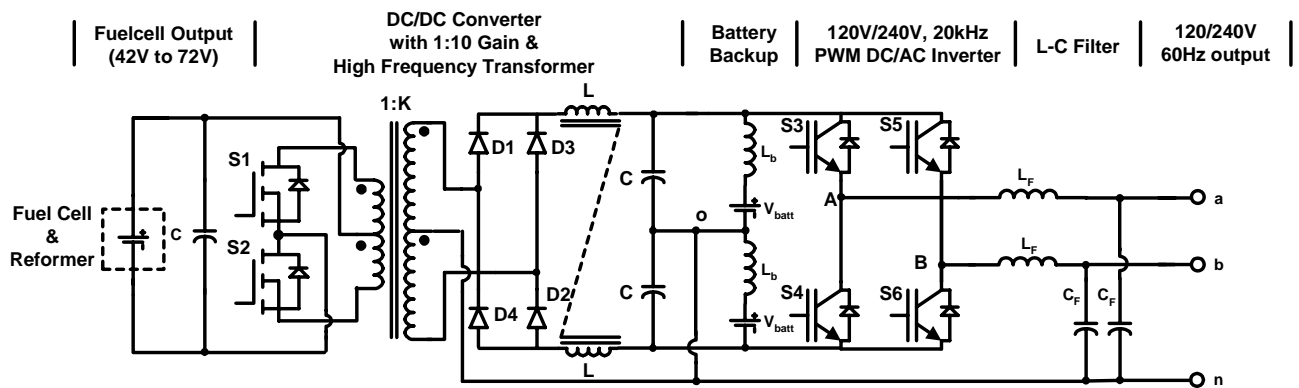 Fuelcell Output
(42V to 72V)
DC/DC Converter
with 1:10 Gain &
High Frequency Transformer
Battery
Backup
120V/240V, 20kHz
PWM DC/AC Inverter
L-C Filter
120/240V
60Hz output
1:K
L
S1
S2
D1
D3
D4
D2
L
C
C
C
o
Lb
Vbatt
Lb
Vbatt
S3
S5
S4
S6
A
B
LF
LF
CF
CF
a
b
n
Fuel Cell
&
Reformer